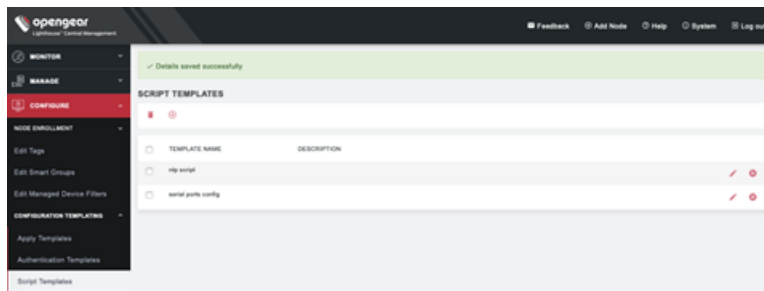 opengear
Lighthouse™ Central Management
Feedback Add Node Help System Log out
MONITOR
MANAGE
CONFIGURE
NODE ENROLLMENT
Edit Tags
Edit Smart Groups
Edit Managed Device Filters
CONFIGURATION TEMPLATING
Apply Templates
Authentication Templates
Script Templates
Details saved successfully
SCRIPT TEMPLATES
TEMPLATE NAME DESCRIPTION
ntp script
serial ports config